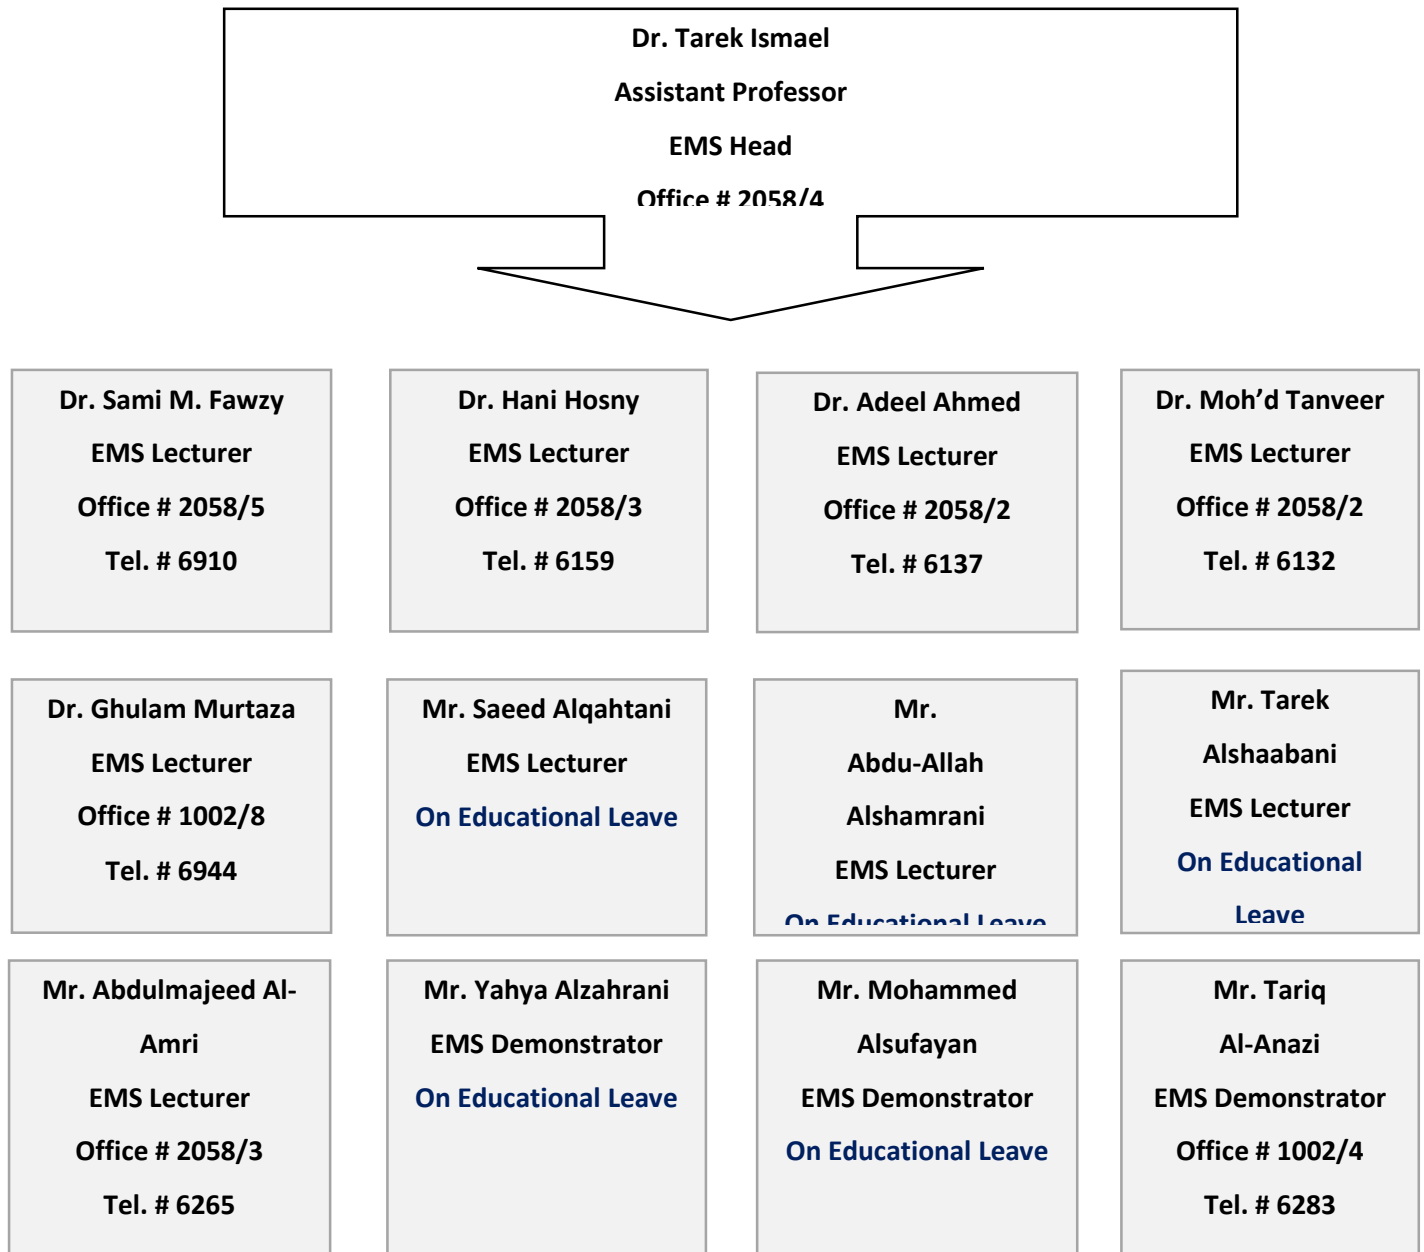 Dr. Tarek Ismael
Assistant Professor
EMS Head
Office # 2058/4
Dr. Sami M. Fawzy
EMS Lecturer
Office # 2058/5
Tel. # 6910
Dr. Hani Hosny
EMS Lecturer
Office # 2058/3
Tel. # 6159
Dr. Adeel Ahmed
EMS Lecturer
Office # 2058/2
Tel. # 6137
Dr. Moh’d Tanveer
EMS Lecturer
Office # 2058/2
Tel. # 6132
Dr. Ghulam Murtaza
EMS Lecturer
Office # 1002/8
Tel. # 6944
Mr. Saeed Alqahtani
EMS Lecturer
On Educational Leave
Mr.
Abdu-Allah
Alshamrani
EMS Lecturer
On Educational Leave
Mr. Tarek
Alshaabani
EMS Lecturer
On Educational
Leave
Mr. Abdulmajeed Al-
Amri
EMS Lecturer
Office # 2058/3
Tel. # 6265
Mr. Yahya Alzahrani
EMS Demonstrator
On Educational Leave
Mr. Mohammed
Alsufayan
EMS Demonstrator
On Educational Leave
Mr. Tariq
Al-Anazi
EMS Demonstrator
Office # 1002/4
Tel. # 6283